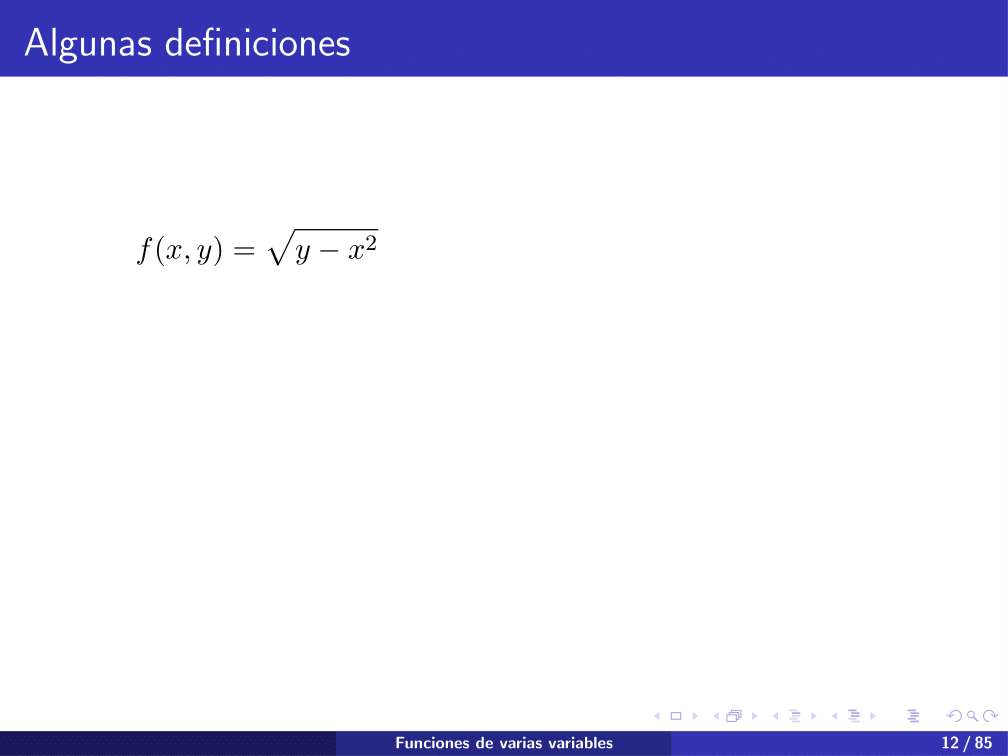 Algunas definiciones
f(x, y) = √(y − x²)
Funciones de varias variables
12 / 85